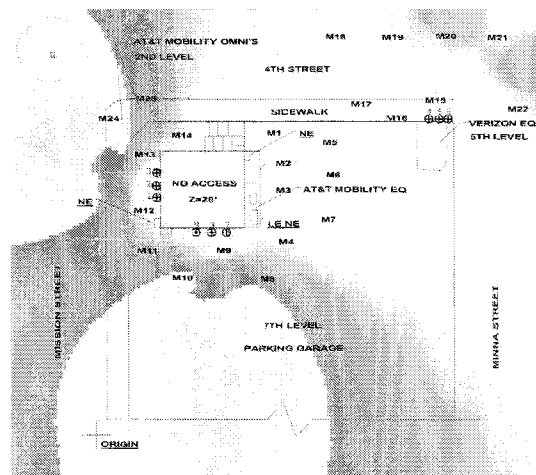 M18
M19
M20
M21
AT&T MOBILITY OMNI'S
2ND LEVEL
4TH STREET
M23
M17
M15
M22
M24
SIDEWALK
M16
VERIZON EQ
5TH LEVEL
M14
M1
NE
M5
M13
M2
M6
NO ACCESS
Z=20'
M3
AT&T MOBILITY EQ
NE
M12
LE NE
M7
M11
M9
M4
M10
M8
MISSION STREET
MINNA STREET
7TH LEVEL
PARKING GARAGE
ORIGIN